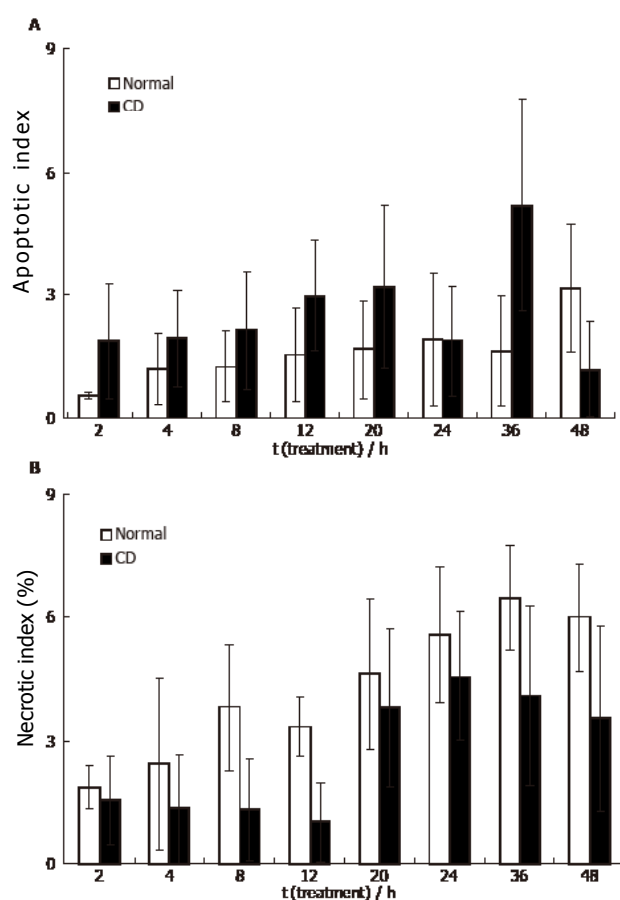 A
9
6
3
0
Apoptotic index
Normal
CD
2 4 8 12 20 24 36 48
t (treatment) / h
B
9
6
3
0
Necrotic index (%)
Normal
CD
2 4 8 12 20 24 36 48
t (treatment) / h